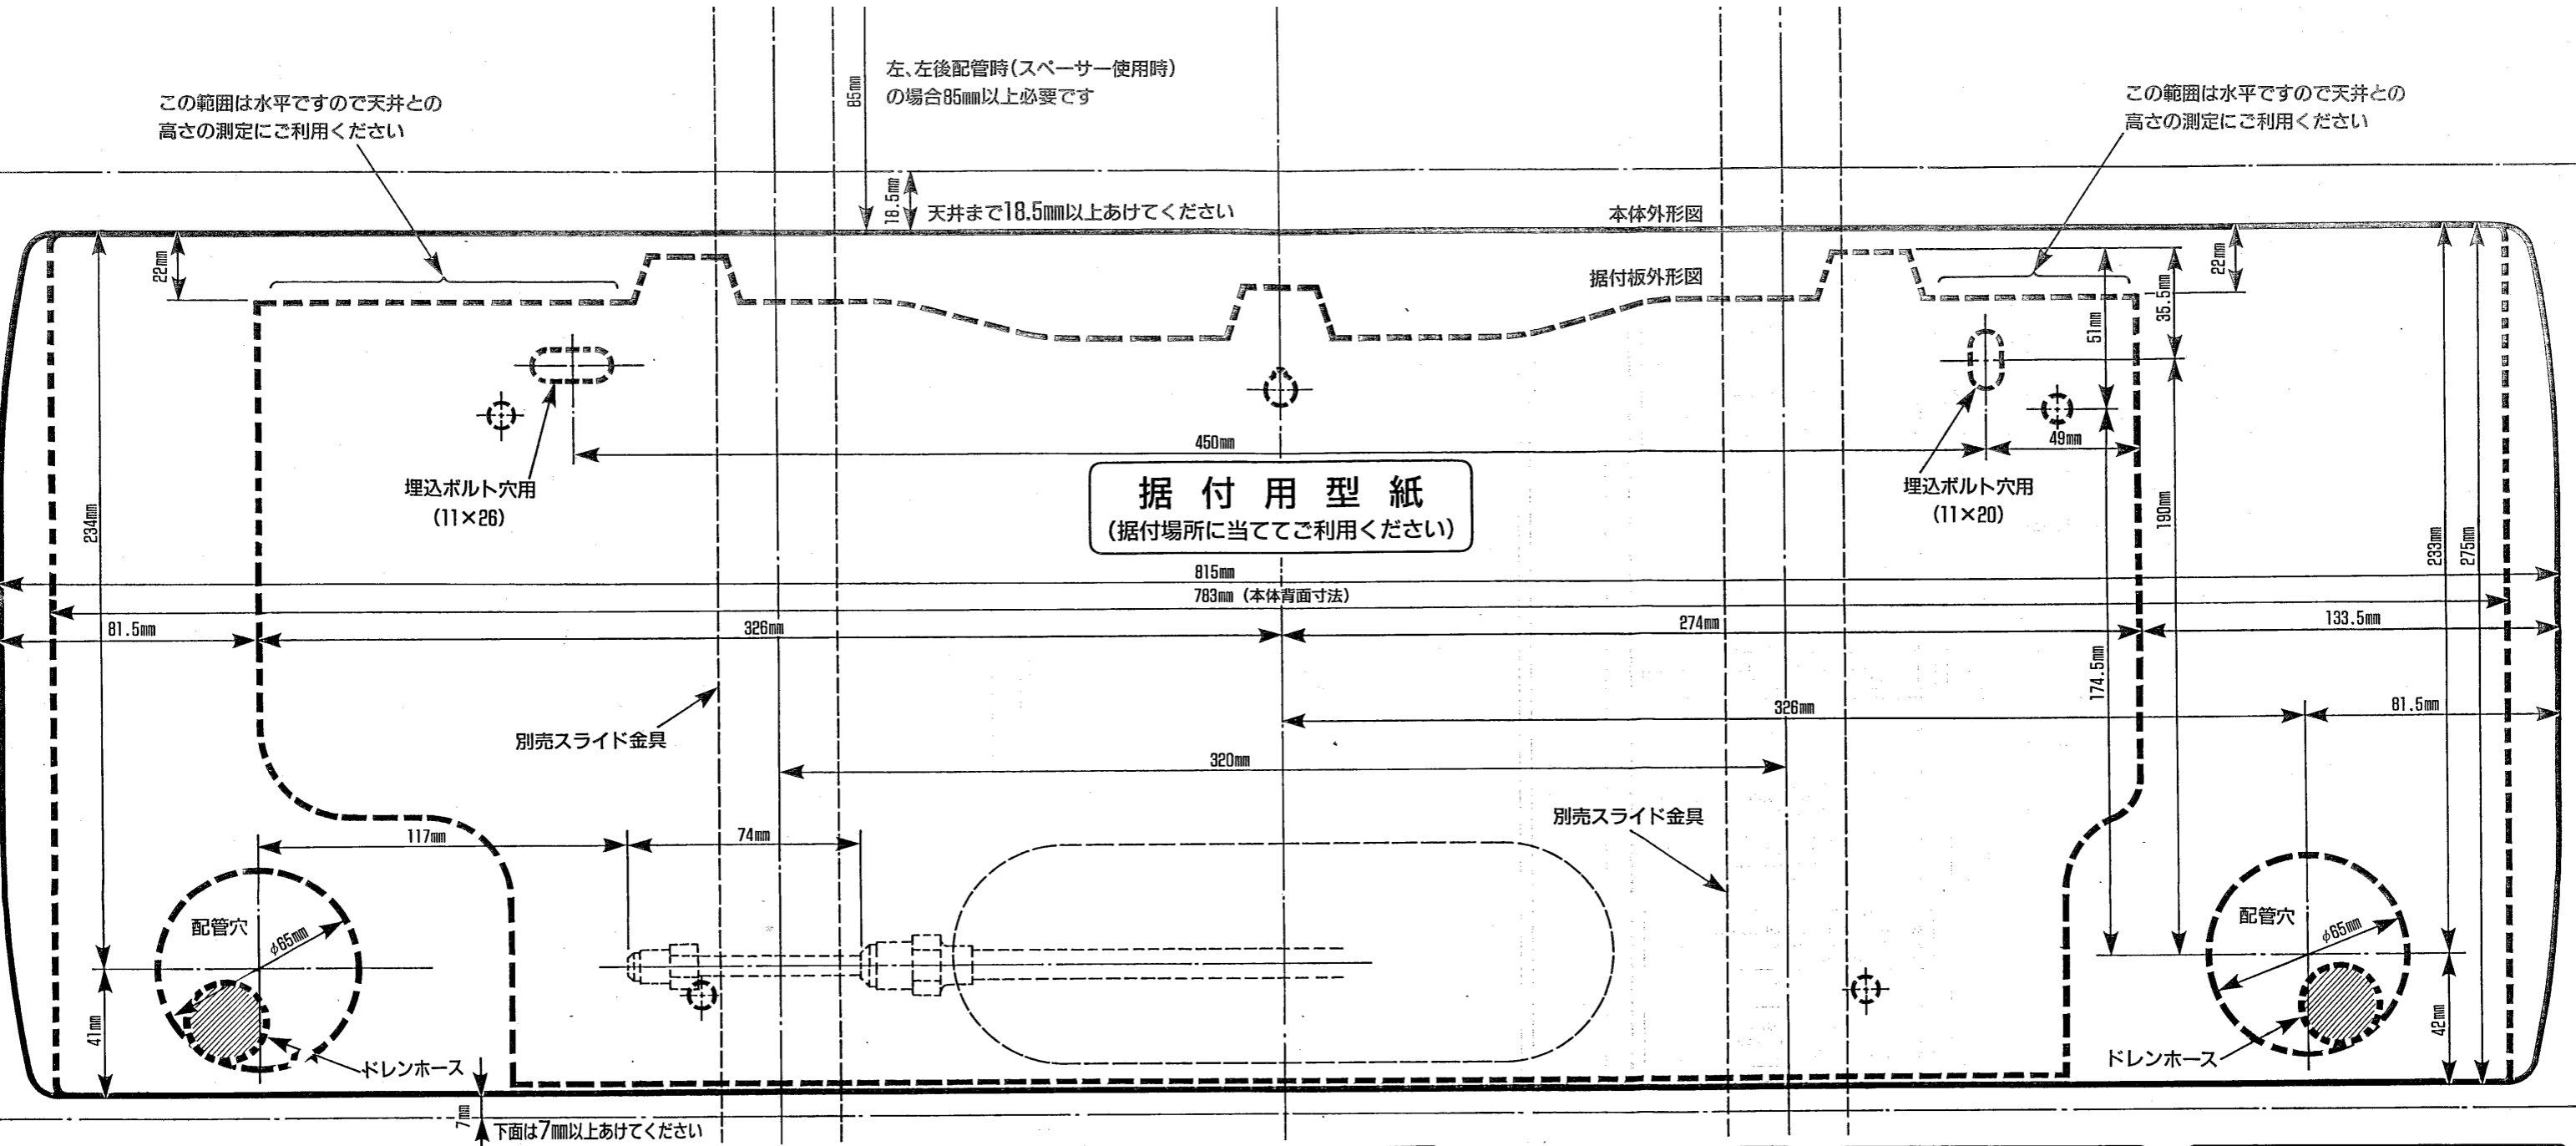 左、左後配管時(スペーサー使用時)
の場合85㎜以上必要です
85㎜
この範囲は水平ですので天井との
高さの測定にご利用ください
この範囲は水平ですので天井との
高さの測定にご利用ください
18.5㎜
天井まで18.5㎜以上あけてください
本体外形図
据付板外形図
22㎜
22㎜
35.5㎜
51㎜
450㎜
49㎜
埋込ボルト穴用
(11×26)
据付用型紙
(据付場所に当ててご利用ください)
埋込ボルト穴用
(11×20)
234㎜
190㎜
233㎜
275㎜
815㎜
783㎜ (本体背面寸法)
81.5㎜
326㎜
274㎜
133.5㎜
174.5㎜
326㎜
81.5㎜
別売スライド金具
320㎜
別売スライド金具
117㎜
74㎜
配管穴
φ65㎜
配管穴
φ65㎜
41㎜
42㎜
ドレンホース
ドレンホース
7㎜
下面は7㎜以上あけてください